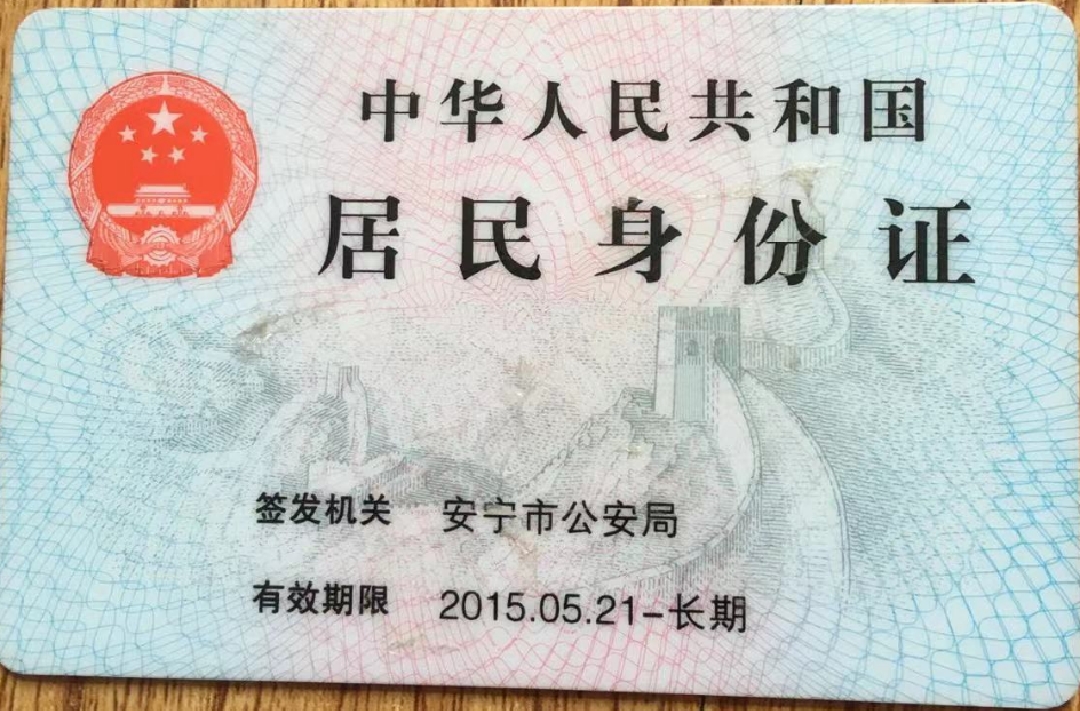 中华人民共和国
居民身份证
签发机关 安宁市公安局
有效期限 2015.05.21-长期